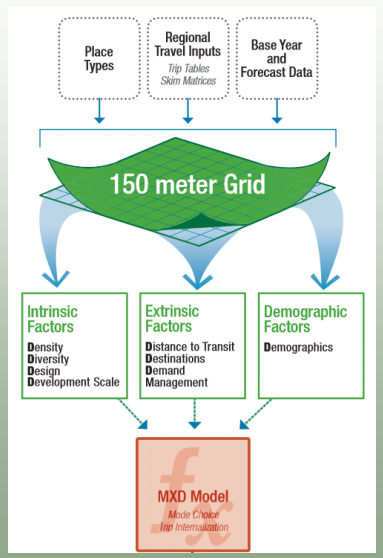 Place
Types
Regional
Travel Inputs
Trip Tables
Skim Matrices
Base Year
and
Forecast Data
150 meter Grid
Intrinsic
Factors
Density
Diversity
Design
Development Scale
Extrinsic
Factors
Distance to Transit
Destinations
Demand
Management
Demographic
Factors
Demographics
fx
MXD Model
Mode Choice
Trip Internalization